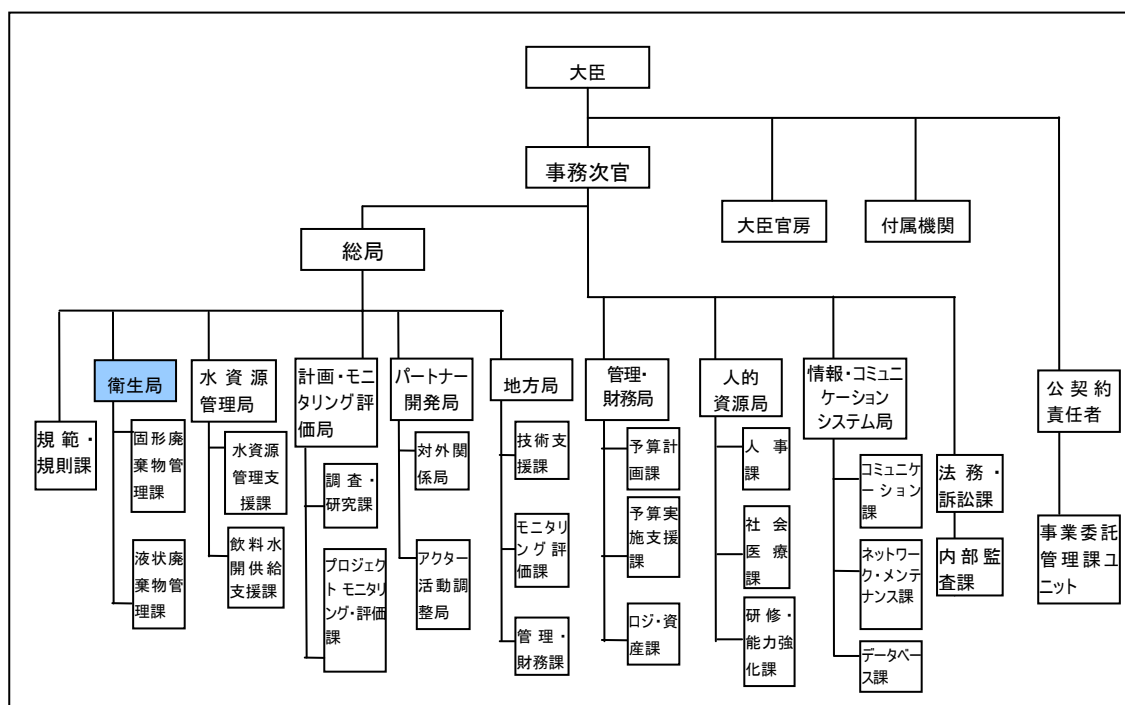 大臣
事務次官
大臣官房
付属機関
総局
衛生局
水資源
管理局
計画・モニ
タリング評
価局
パートナー
開発局
地方局
管理・
財務局
人的
資源局
情報・コミュニ
ケーション
システム局
公契約
責任者
規範・
規則課
固形廃
棄物管
理課
液状廃
棄物管
理課
水資源
管理支
援課
飲料水
開供給
支援課
調査・
研究課
プロジェク
ト モニタリ
ング・評価
課
対外関
係局
アクター
活動調
整局
技術支
援課
モニタリ
ング評
価課
管理・
財務課
予算計
画課
予算実
施支援
課
ロジ・資
産課
人事
課
社会
医療
課
研修・
能力強
化課
コミュニケ
ーション
課
ネットワー
ク・メンテ
ナンス課
データベー
ス課
法務・
訴訟課
内部監
査課
事業委託
管理課ユ
ニット